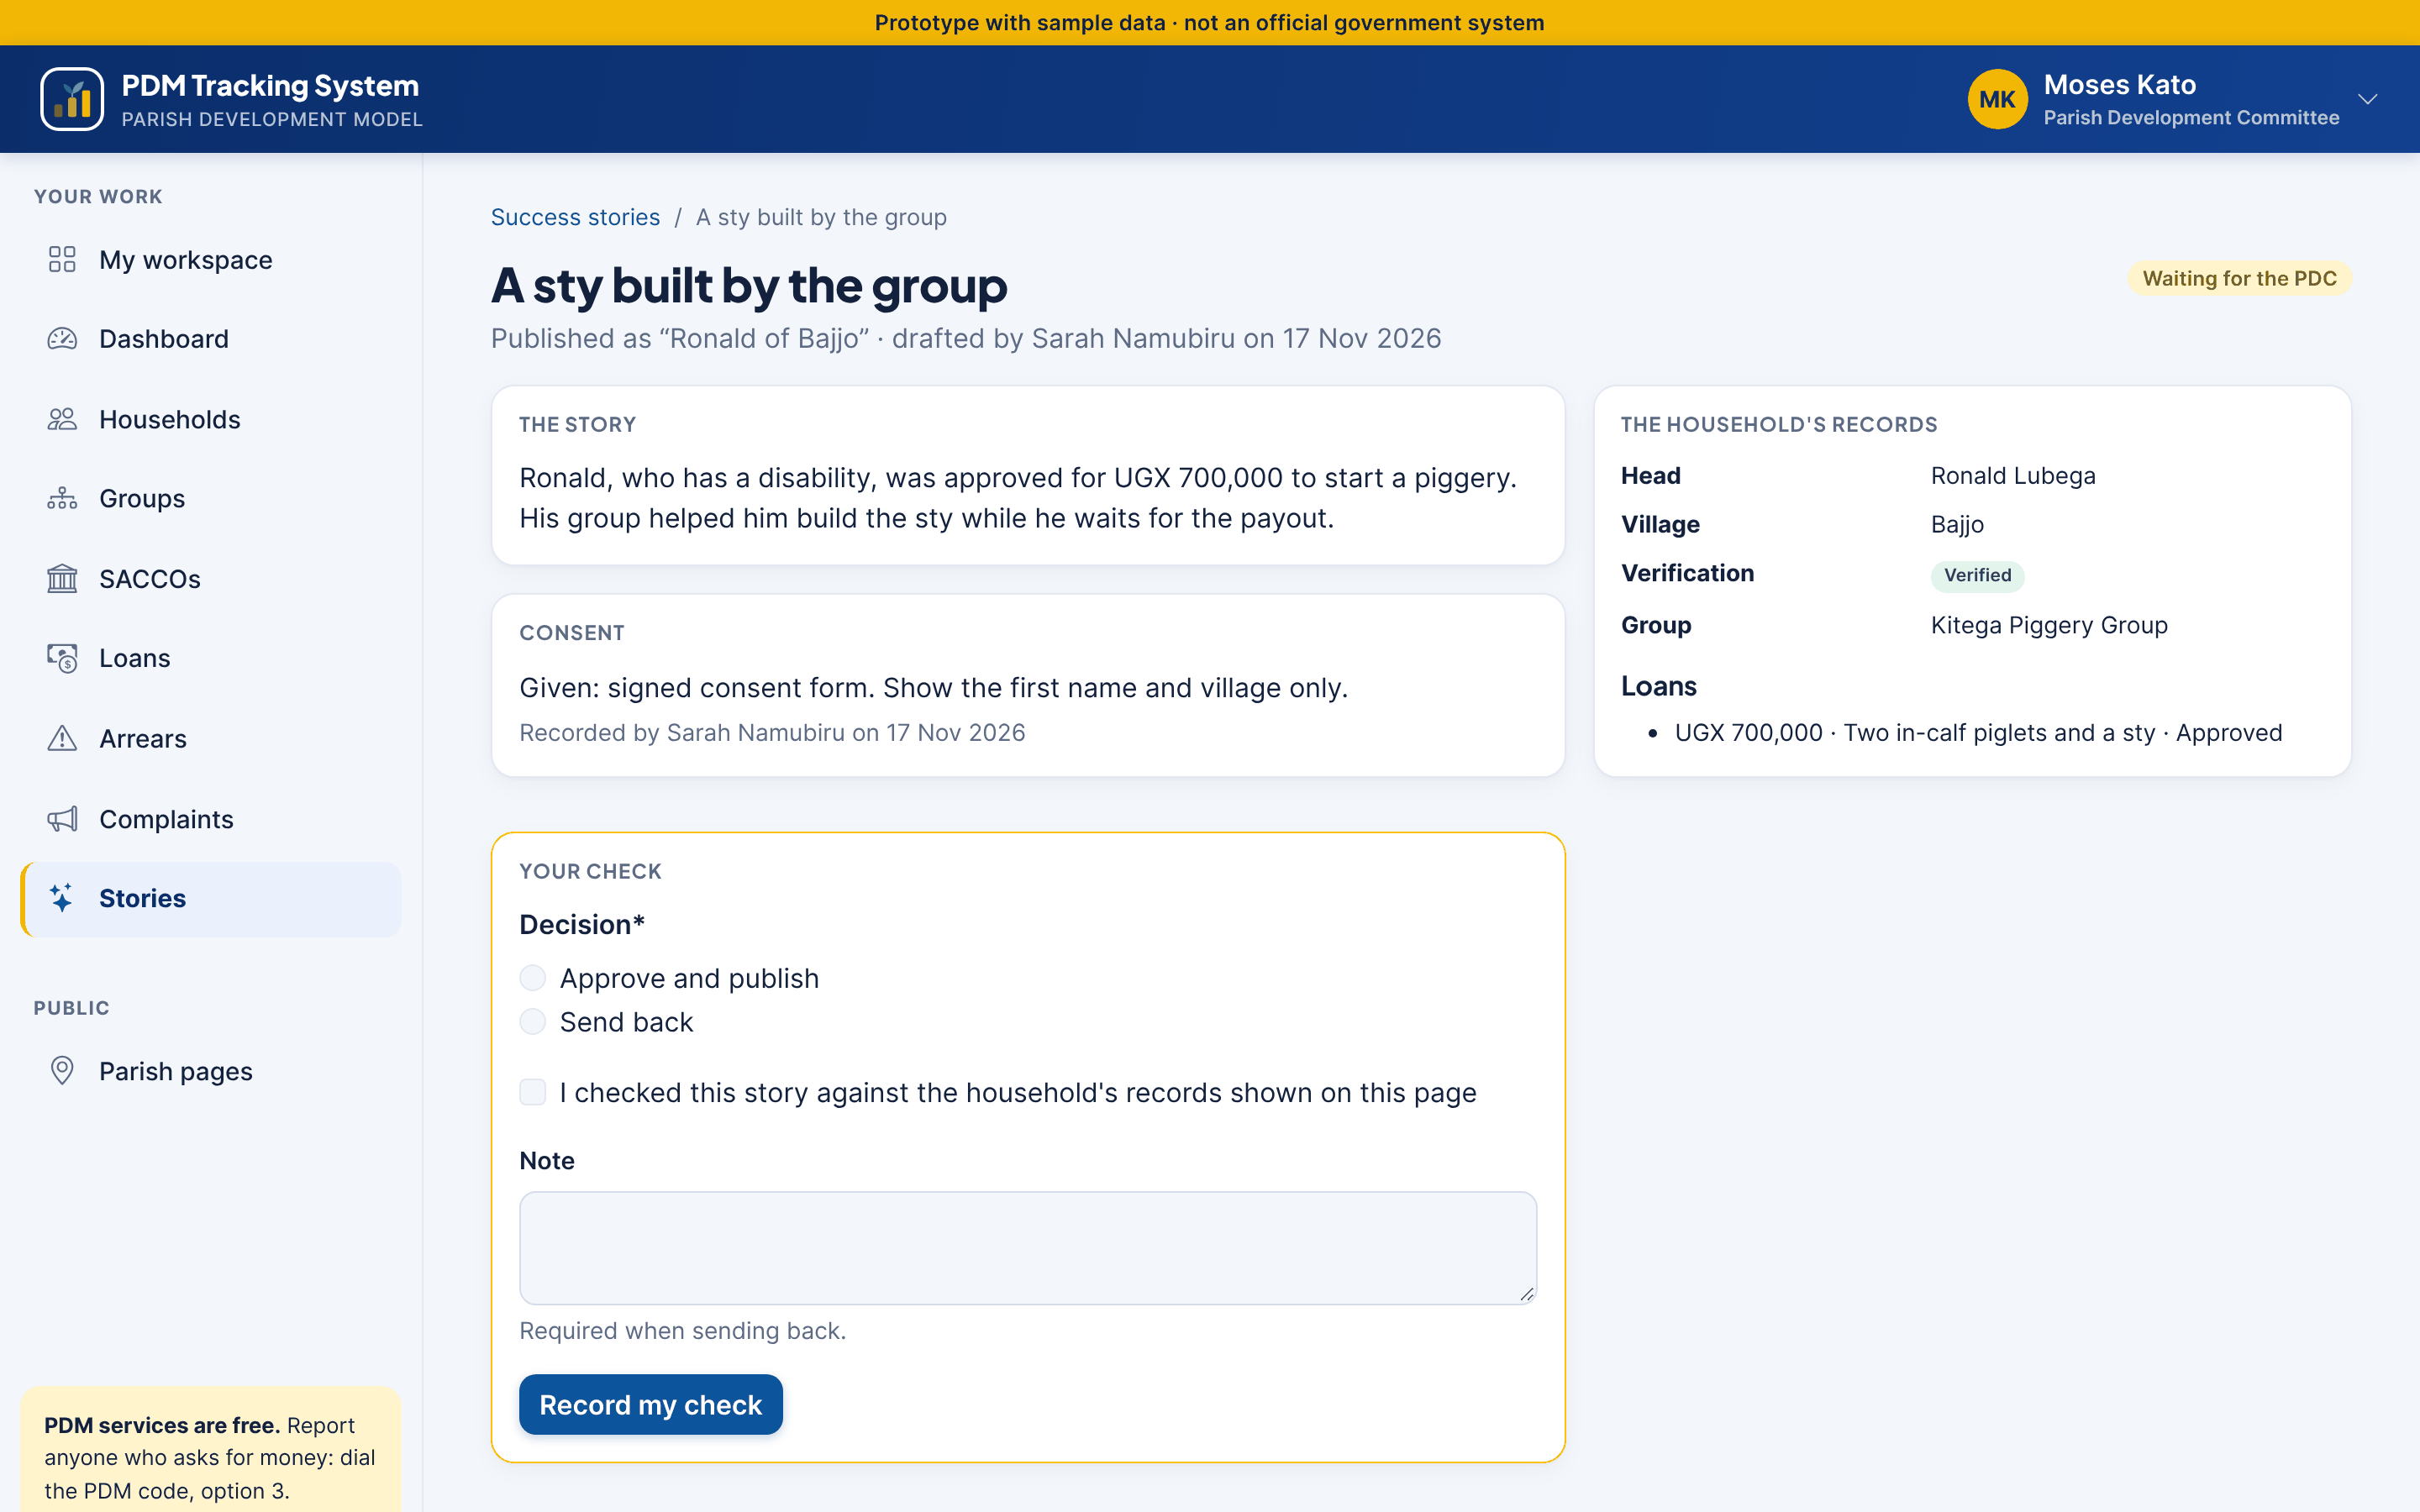 Prototype with sample data · not an official government system
PDM Tracking System
PARISH DEVELOPMENT MODEL
MK
Moses Kato
Parish Development Committee
YOUR WORK
My workspace
Dashboard
Households
Groups
SACCOs
Loans
Arrears
Complaints
Stories
PUBLIC
Parish pages
PDM services are free. Report
anyone who asks for money: dial
the PDM code, option 3.
Success stories / A sty built by the group
A sty built by the group
Waiting for the PDC
Published as “Ronald of Bajjo” · drafted by Sarah Namubiru on 17 Nov 2026
THE STORY
Ronald, who has a disability, was approved for UGX 700,000 to start a piggery.
His group helped him build the sty while he waits for the payout.
CONSENT
Given: signed consent form. Show the first name and village only.
Recorded by Sarah Namubiru on 17 Nov 2026
THE HOUSEHOLD'S RECORDS
Head Ronald Lubega
Village Bajjo
Verification Verified
Group Kitega Piggery Group
Loans
• UGX 700,000 · Two in-calf piglets and a sty · Approved
YOUR CHECK
Decision*
Approve and publish
Send back
I checked this story against the household's records shown on this page
Note
Required when sending back.
Record my check